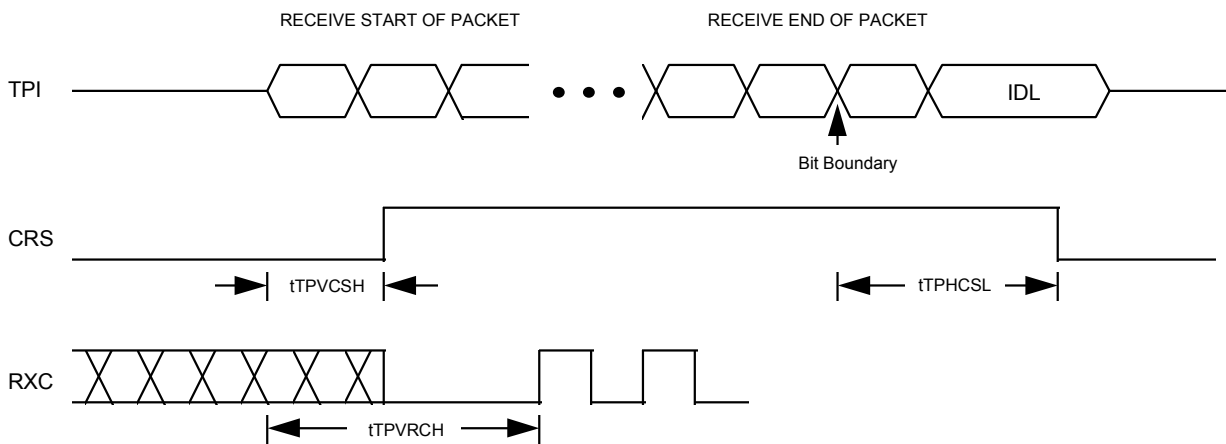 RECEIVE START OF PACKET
RECEIVE END OF PACKET
TPI
IDL
Bit Boundary
CRS
tTPVCSH
tTPHCSL
RXC
tTPVRCH